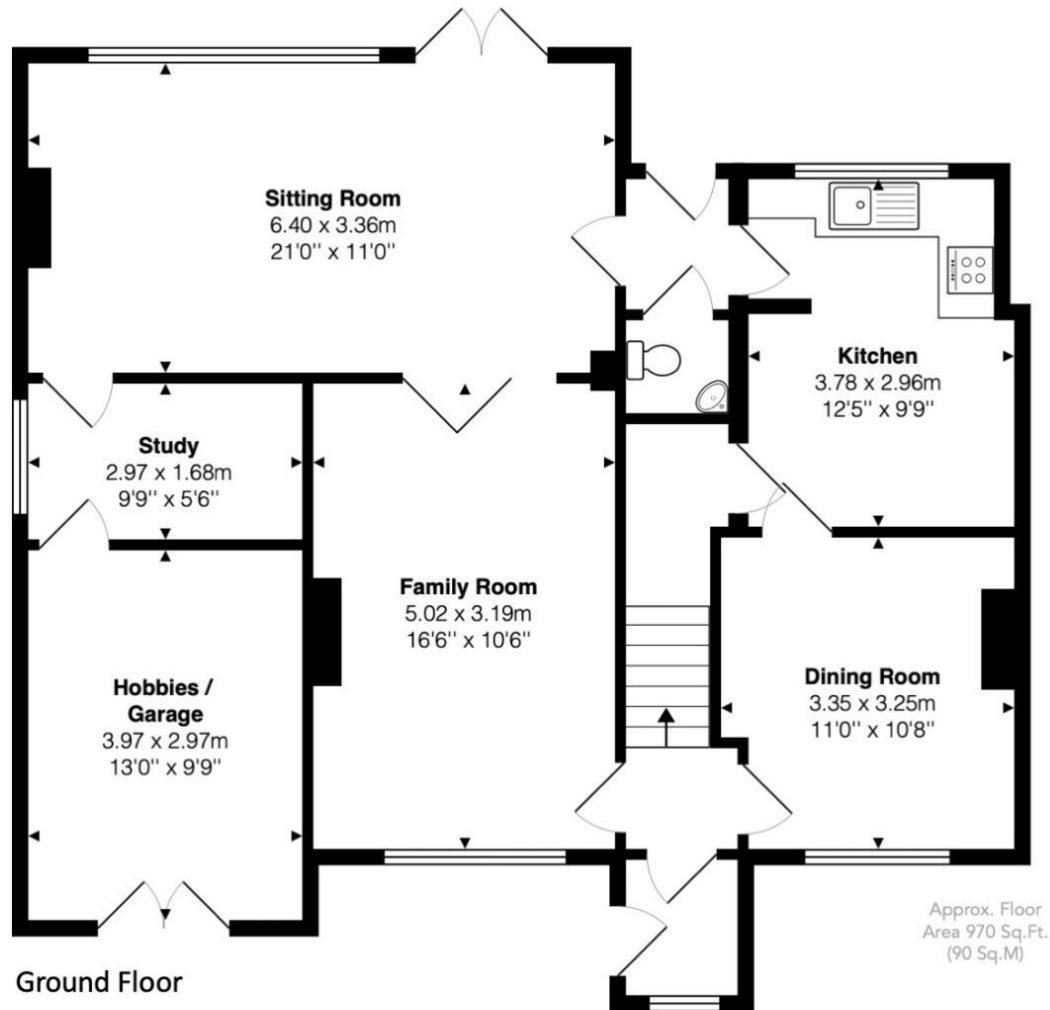 Sitting Room
6.40 x 3.36m
21'0'' x 11'0''
Kitchen
3.78 x 2.96m
12'5'' x 9'9''
Study
2.97 x 1.68m
9'9'' x 5'6''
Family Room
5.02 x 3.19m
16'6'' x 10'6''
Hobbies /
Garage
3.97 x 2.97m
13'0'' x 9'9''
Dining Room
3.35 x 3.25m
11'0'' x 10'8''
Approx. Floor
Area 970 Sq.Ft.
(90 Sq.M)
Ground Floor